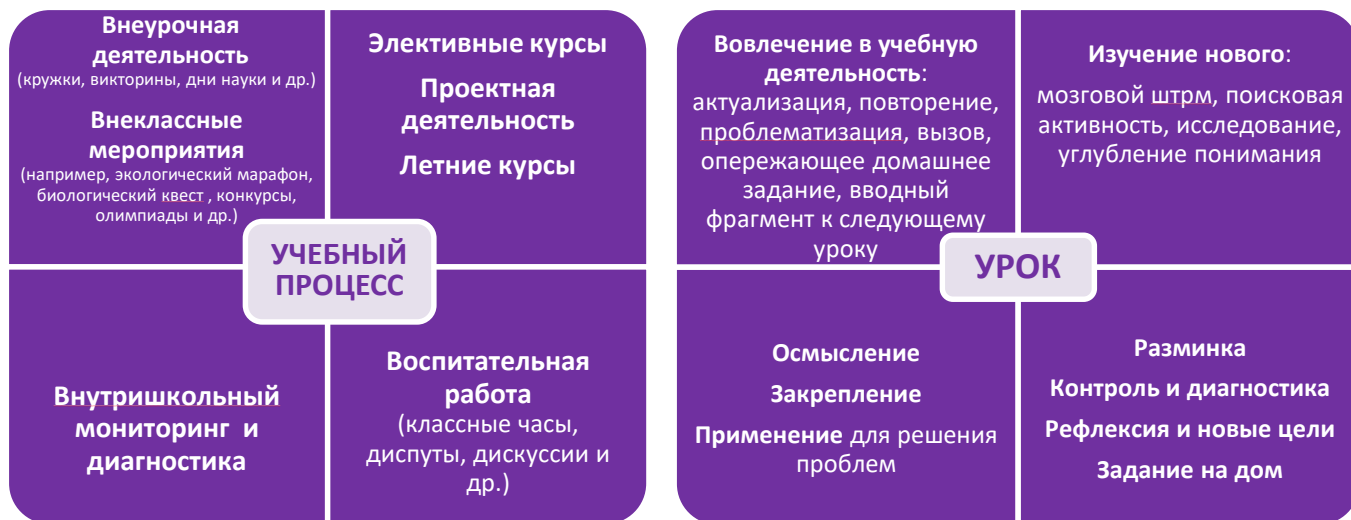 Внеурочная
деятельность
(кружки, викторины, дни науки и др.)
Внеклассные
мероприятия
(например, экологический марафон,
биологический квест , конкурсы,
олимпиады и др.)
Элективные курсы
Проектная
деятельность
Летние курсы
УЧЕБНЫЙ
ПРОЦЕСС
Внутришкольный
мониторинг и
диагностика
Воспитательная
работа
(классные часы,
диспуты, дискуссии и
др.)
Вовлечение в учебную
деятельность:
актуализация, повторение,
проблематизация, вызов,
опережающее домашнее
задание, вводный
фрагмент к следующему
уроку
Изучение нового:
мозговой штрм, поисковая
активность, исследование,
углубление понимания
УРОК
Осмысление
Закрепление
Применение для решения
проблем
Разминка
Контроль и диагностика
Рефлексия и новые цели
Задание на дом